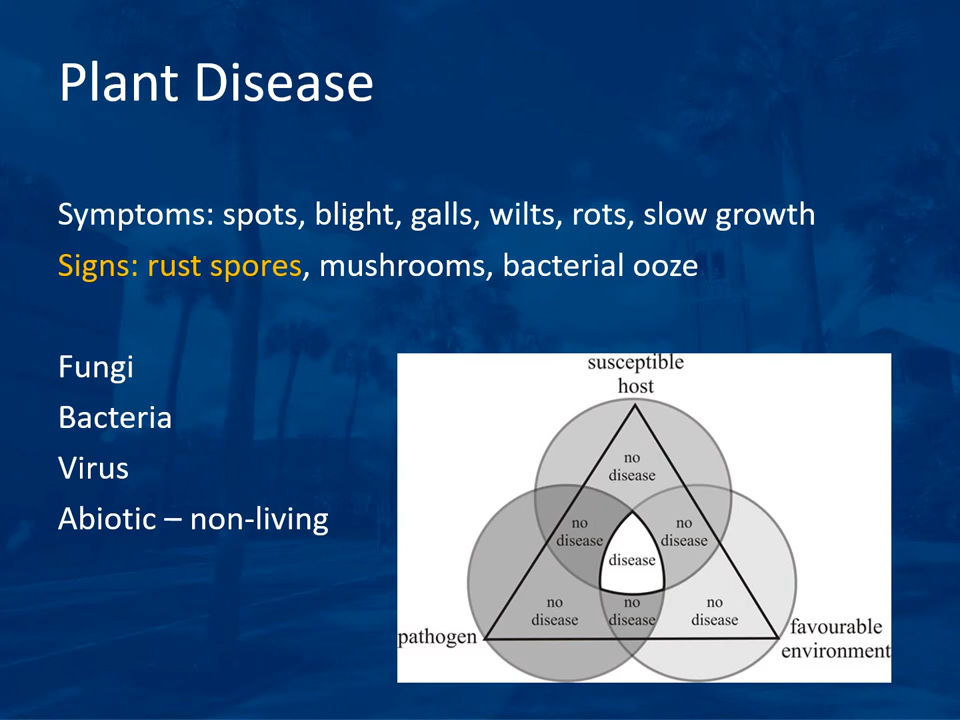 Plant Disease
Symptoms: spots, blight, galls, wilts, rots, slow growth
Signs: rust spores, mushrooms, bacterial ooze
Fungi
Bacteria
Virus
Abiotic – non-living
susceptible
host
no
disease
no
disease
no
disease
disease
no
disease
no
disease
no
disease
pathogen
favourable
environment